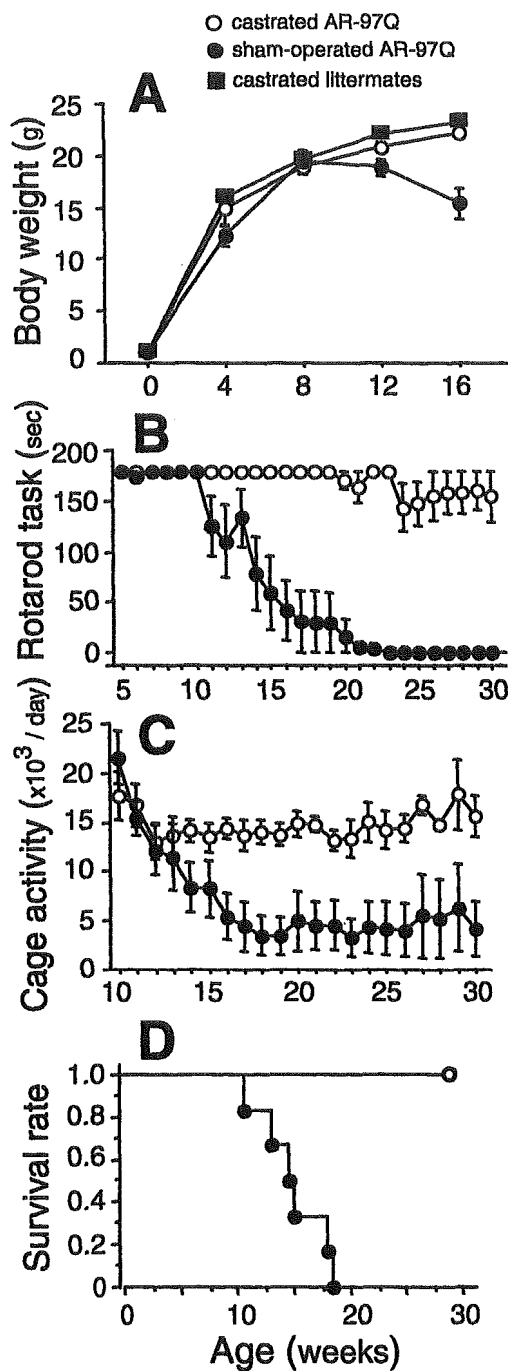 castrated AR-97Q
sham-operated AR-97Q
castrated littermates
A
Body weight (g)
25
20
15
10
5
0
0 4 8 12 16
B
Rotarod task (sec)
200
150
100
50
0
5 10 15 20 25 30
C
Cage activity (x10³ / day)
25
20
15
10
5
0
10 15 20 25 30
D
Survival rate
1.0
0.8
0.6
0.4
0.2
0
0 10 20 30
Age (weeks)